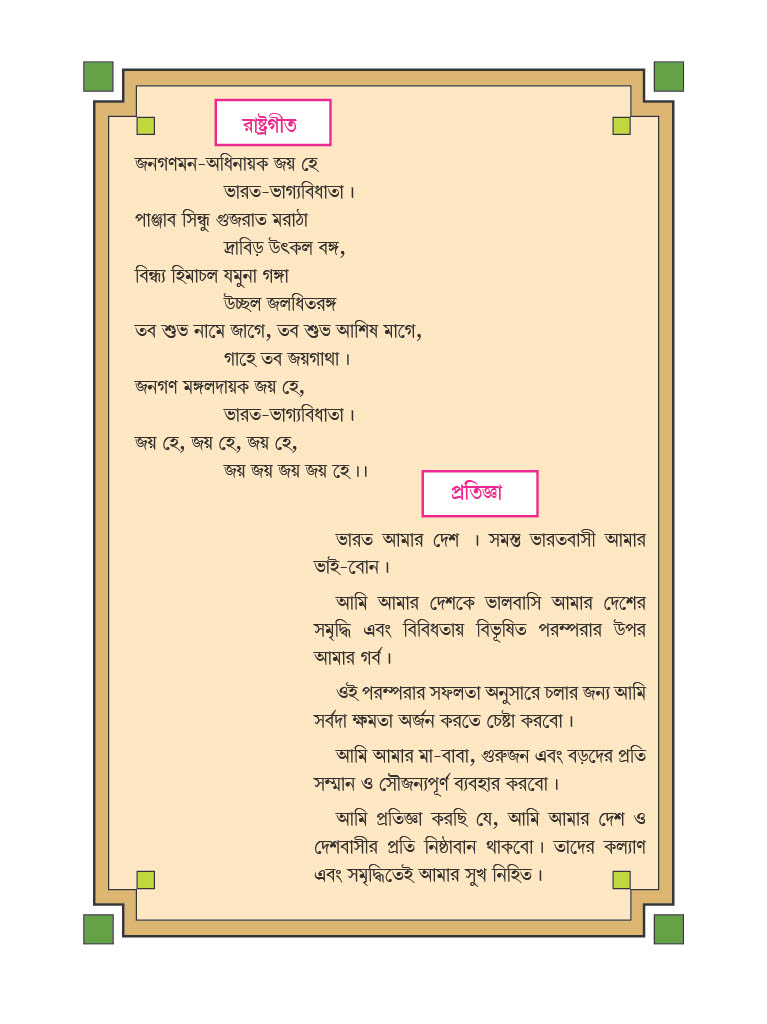 রাষ্ট্রগীত
জনগণমন-অধিনায়ক জয় হে
ভারত-ভাগ্যবিধাতা।
পাঞ্জাব সিন্ধু গুজরাত মরাঠা
দ্রাবিড় উৎকল বঙ্গ,
বিন্ধ্য হিমাচল যমুনা গঙ্গা
উচ্ছল জলধিতরঙ্গ
তব শুভ নামে জাগে, তব শুভ আশিষ মাগে,
গাহে তব জয়গাথা।
জনগণ মঙ্গলদায়ক জয় হে,
ভারত-ভাগ্যবিধাতা।
জয় হে, জয় হে, জয় হে,
জয় জয় জয় জয় হে।।
প্রতিজ্ঞা
ভারত আমার দেশ । সমস্ত ভারতবাসী আমার
ভাই-বোন।
আমি আমার দেশকে ভালবাসি আমার দেশের
সমৃদ্ধি এবং বিবিধতায় বিভূষিত পরম্পরার উপর
আমার গর্ব।
ওই পরম্পরার সফলতা অনুসারে চলার জন্য আমি
সর্বদা ক্ষমতা অর্জন করতে চেষ্টা করবো।
আমি আমার মা-বাবা, গুরুজন এবং বড়দের প্রতি
সম্মান ও সৌজন্যপূর্ণ ব্যবহার করবো।
আমি প্রতিজ্ঞা করছি যে, আমি আমার দেশ ও
দেশবাসীর প্রতি নিষ্ঠাবান থাকবো। তাদের কল্যাণ
এবং সমৃদ্ধিতেই আমার সুখ নিহিত।